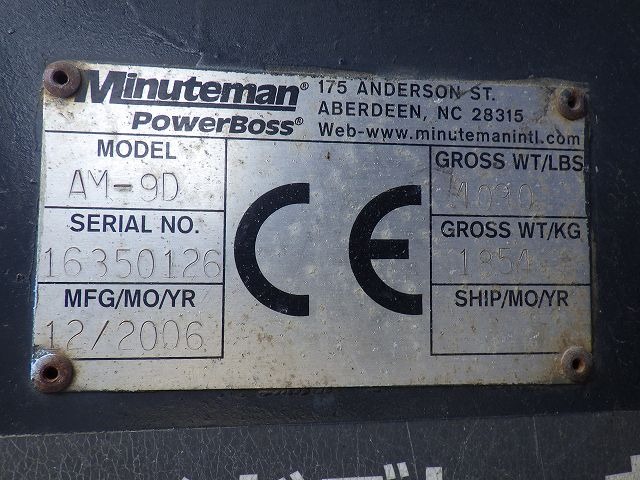 Minuteman® 175 ANDERSON ST.
PowerBoss® ABERDEEN, NC 28315
Web-www.minutemanintl.com
MODEL
AM-9D
SERIAL NO.
16350126
MFG/MO/YR
12/2006
CE
GROSS WT/LBS
4090
GROSS WT/KG
1854
SHIP/MO/YR